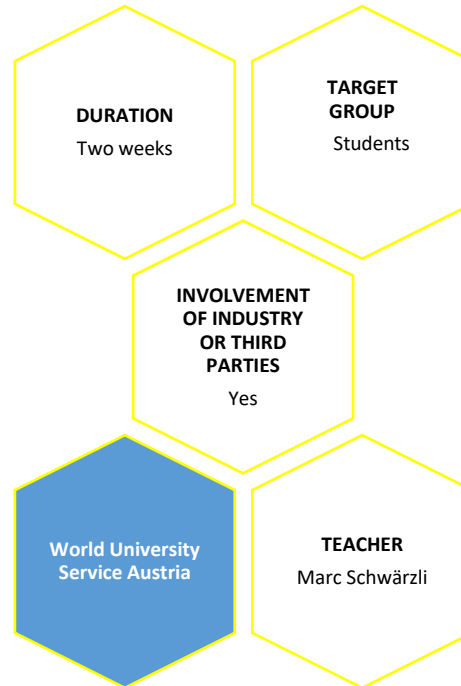 DURATION
Two weeks
TARGET
GROUP
Students
INVOLVEMENT
OF INDUSTRY
OR THIRD
PARTIES
Yes
World University
Service Austria
TEACHER
Marc Schwärzli